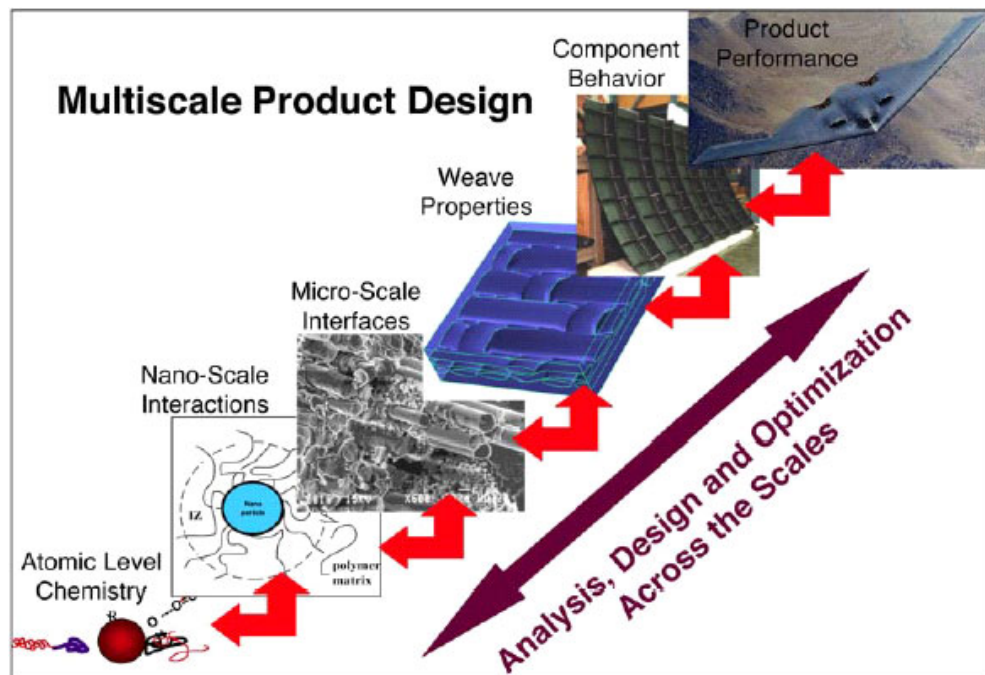 Multiscale Product Design
Product
Performance
Component
Behavior
Weave
Properties
Micro-Scale
Interfaces
Nano-Scale
Interactions
Nano
particle
IZ
polymer
matrix
Atomic Level
Chemistry
R
O
Analysis, Design and Optimization
Across the Scales